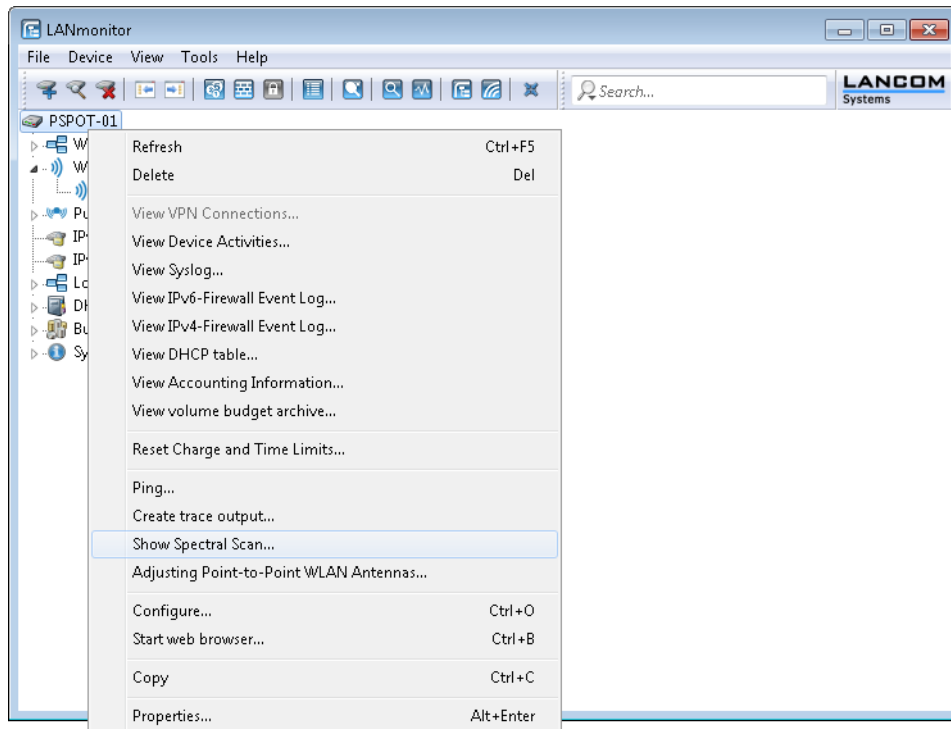 LANmonitor
File Device View Tools Help
Search...
LANCOM
Systems
PSPOT-01
Refresh Ctrl+F5
Delete Del
View VPN Connections...
View Device Activities...
View Syslog...
View IPv6-Firewall Event Log...
View IPv4-Firewall Event Log...
View DHCP table...
View Accounting Information...
View volume budget archive...
Reset Charge and Time Limits...
Ping...
Create trace output...
Show Spectral Scan...
Adjusting Point-to-Point WLAN Antennas...
Configure... Ctrl+O
Start web browser... Ctrl+B
Copy Ctrl+C
Properties... Alt+Enter